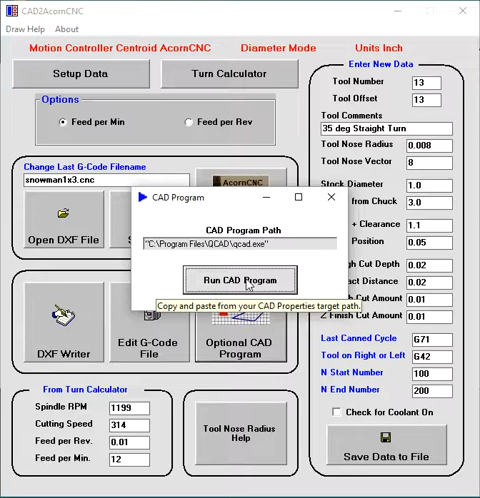 CAD2AcornCNC
Draw Help About
Motion Controller Centroid AcornCNC Diameter Mode Units Inch
Setup Data
Turn Calculator
Options
Feed per Min
Feed per Rev
Change Last G-Code Filename
snowman1x3.cnc
AcornCNC
Open DXF File
S
CAD Program
CAD Program Path
"C:\Program Files\QCAD\qcad.exe"
Run CAD Program
Copy and paste from your CAD Properties target path.
DXF Writer
Edit G-Code File
Optional CAD Program
From Turn Calculator
Spindle RPM 1199
Cutting Speed 314
Feed per Rev. 0.01
Feed per Min. 12
Tool Nose Radius Help
Enter New Data
Tool Number 13
Tool Offset 13
Tool Comments
35 deg Straight Turn
Tool Nose Radius 0.008
Tool Nose Vector 8
Stock Diameter 1.0
from Chuck 3.0
+ Clearance 1.1
Position 0.05
gh Cut Depth 0.02
act Distance 0.02
ish Cut Amount 0.01
Z Finish Cut Amount 0.01
Last Canned Cycle G71
Tool on Right or Left G42
N Start Number 100
N End Number 200
Check for Coolant On
Save Data to File